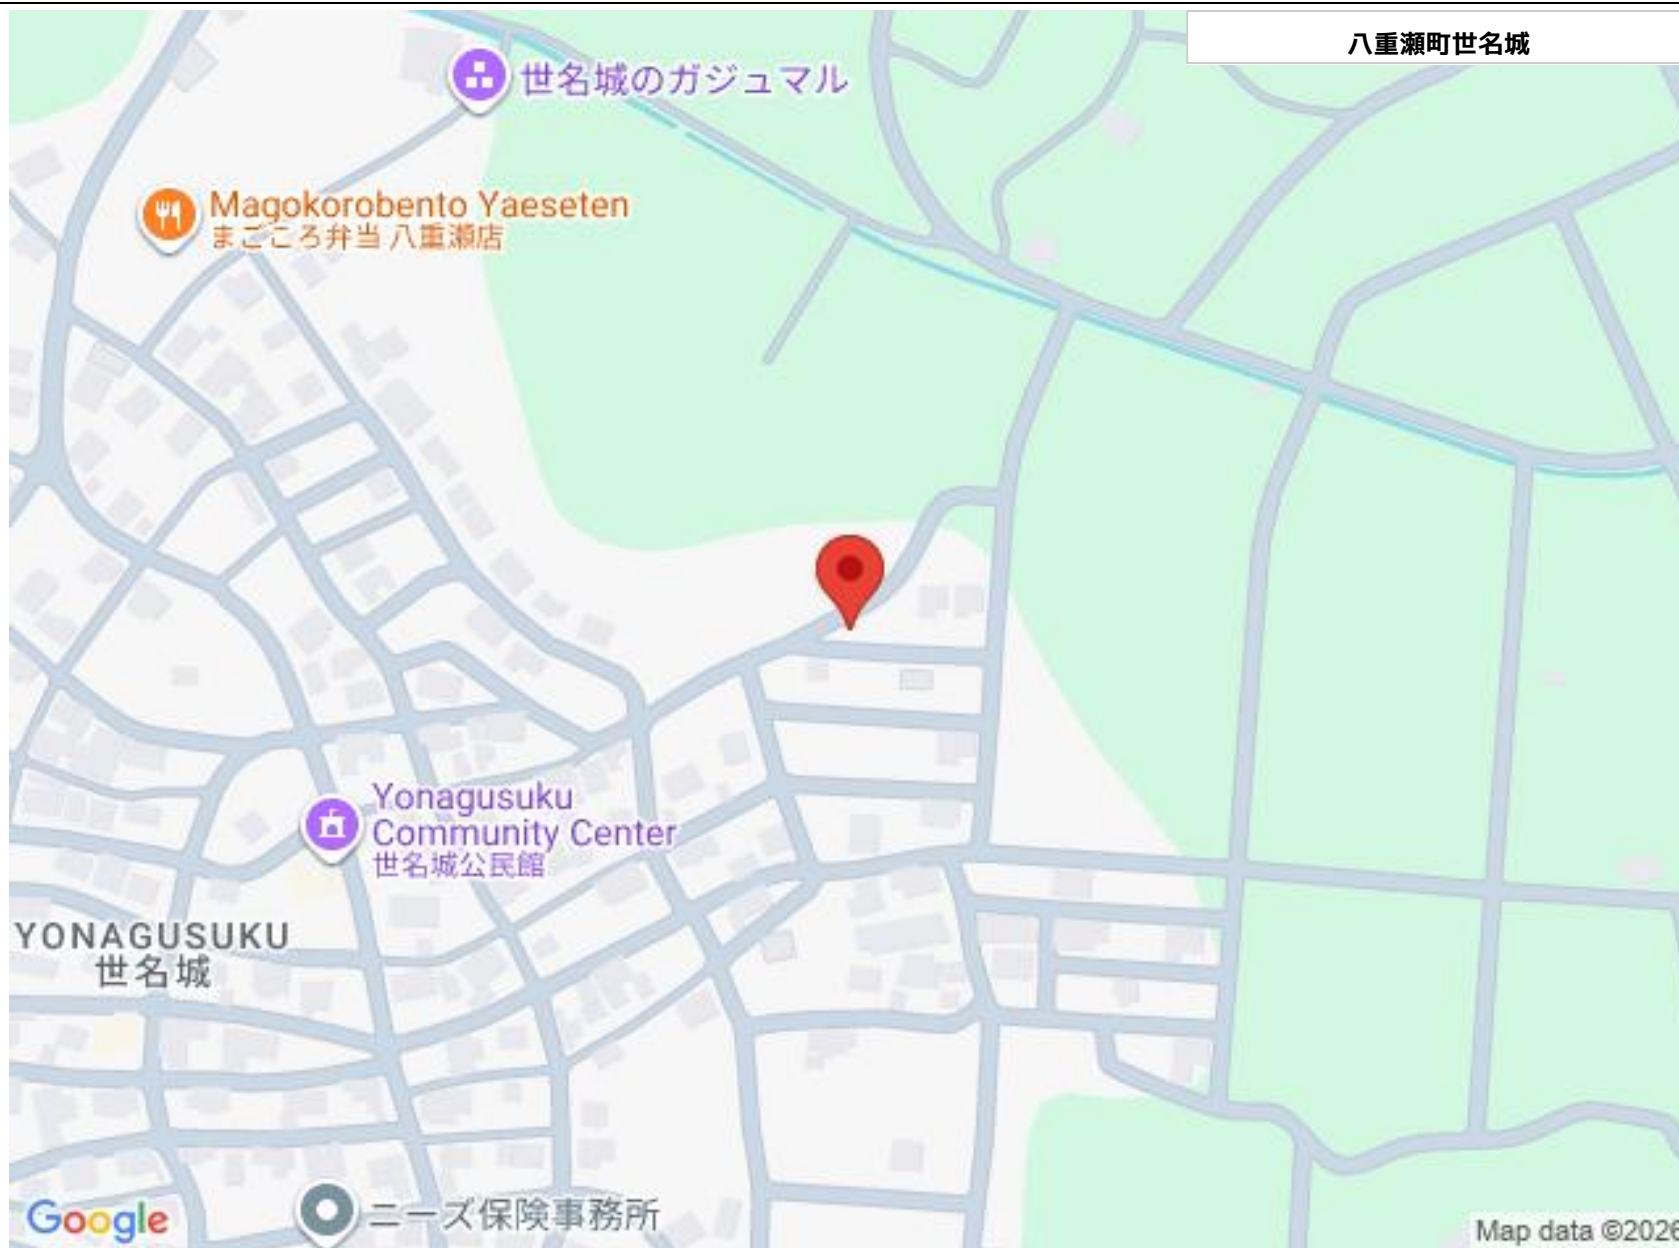 八重瀬町世名城
世名城のガジュマル
Magokorobento Yaeseten
まごころ弁当 八重瀬店
Yonagusuku
Community Center
世名城公民館
YONAGUSUKU
世名城
ニーズ保険事務所
Google
Map data ©2026